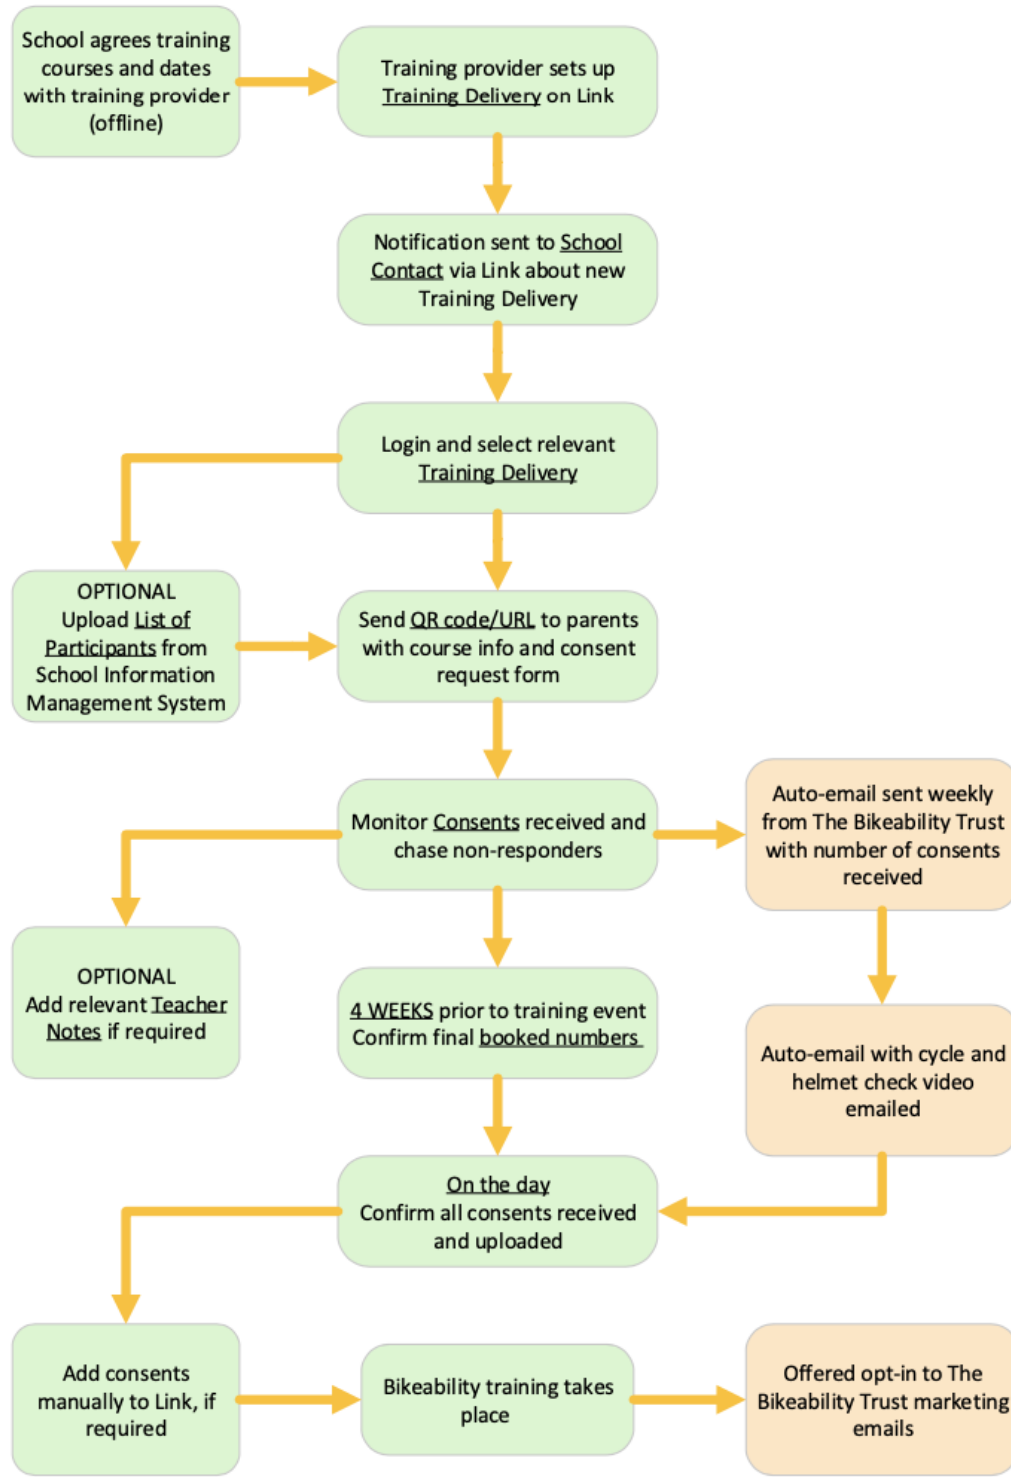 School agrees training
courses and dates
with training provider
(offline)
Training provider sets up
Training Delivery on Link
Notification sent to School
Contact via Link about new
Training Delivery
Login and select relevant
Training Delivery
OPTIONAL
Upload List of
Participants from
School Information
Management System
Send QR code/URL to parents
with course info and consent
request form
Monitor Consents received and
chase non-responders
Auto-email sent weekly
from The Bikeability Trust
with number of consents
received
OPTIONAL
Add relevant Teacher
Notes if required
4 WEEKS prior to training event
Confirm final booked numbers
Auto-email with cycle and
helmet check video
emailed
On the day
Confirm all consents received
and uploaded
Add consents
manually to Link, if
required
Bikeability training takes
place
Offered opt-in to The
Bikeability Trust marketing
emails